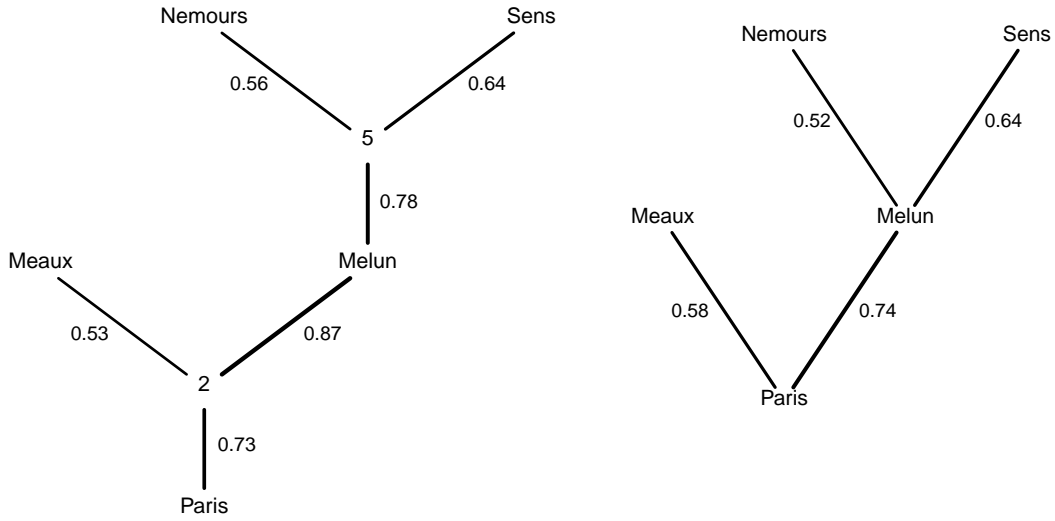 Nemours
Sens
0.56
0.64
5
0.78
Meaux
Melun
0.53
0.87
2
0.73
Paris
Nemours
Sens
0.52
0.64
Meaux
Melun
0.58
0.74
Paris